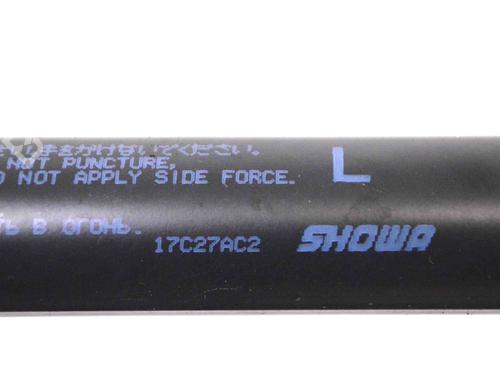 手をかけないでください。
NOT PUNCTURE,
NOT APPLY SIDE FORCE.
L
В ОГОНЬ.
17C27AC2
SHOWA